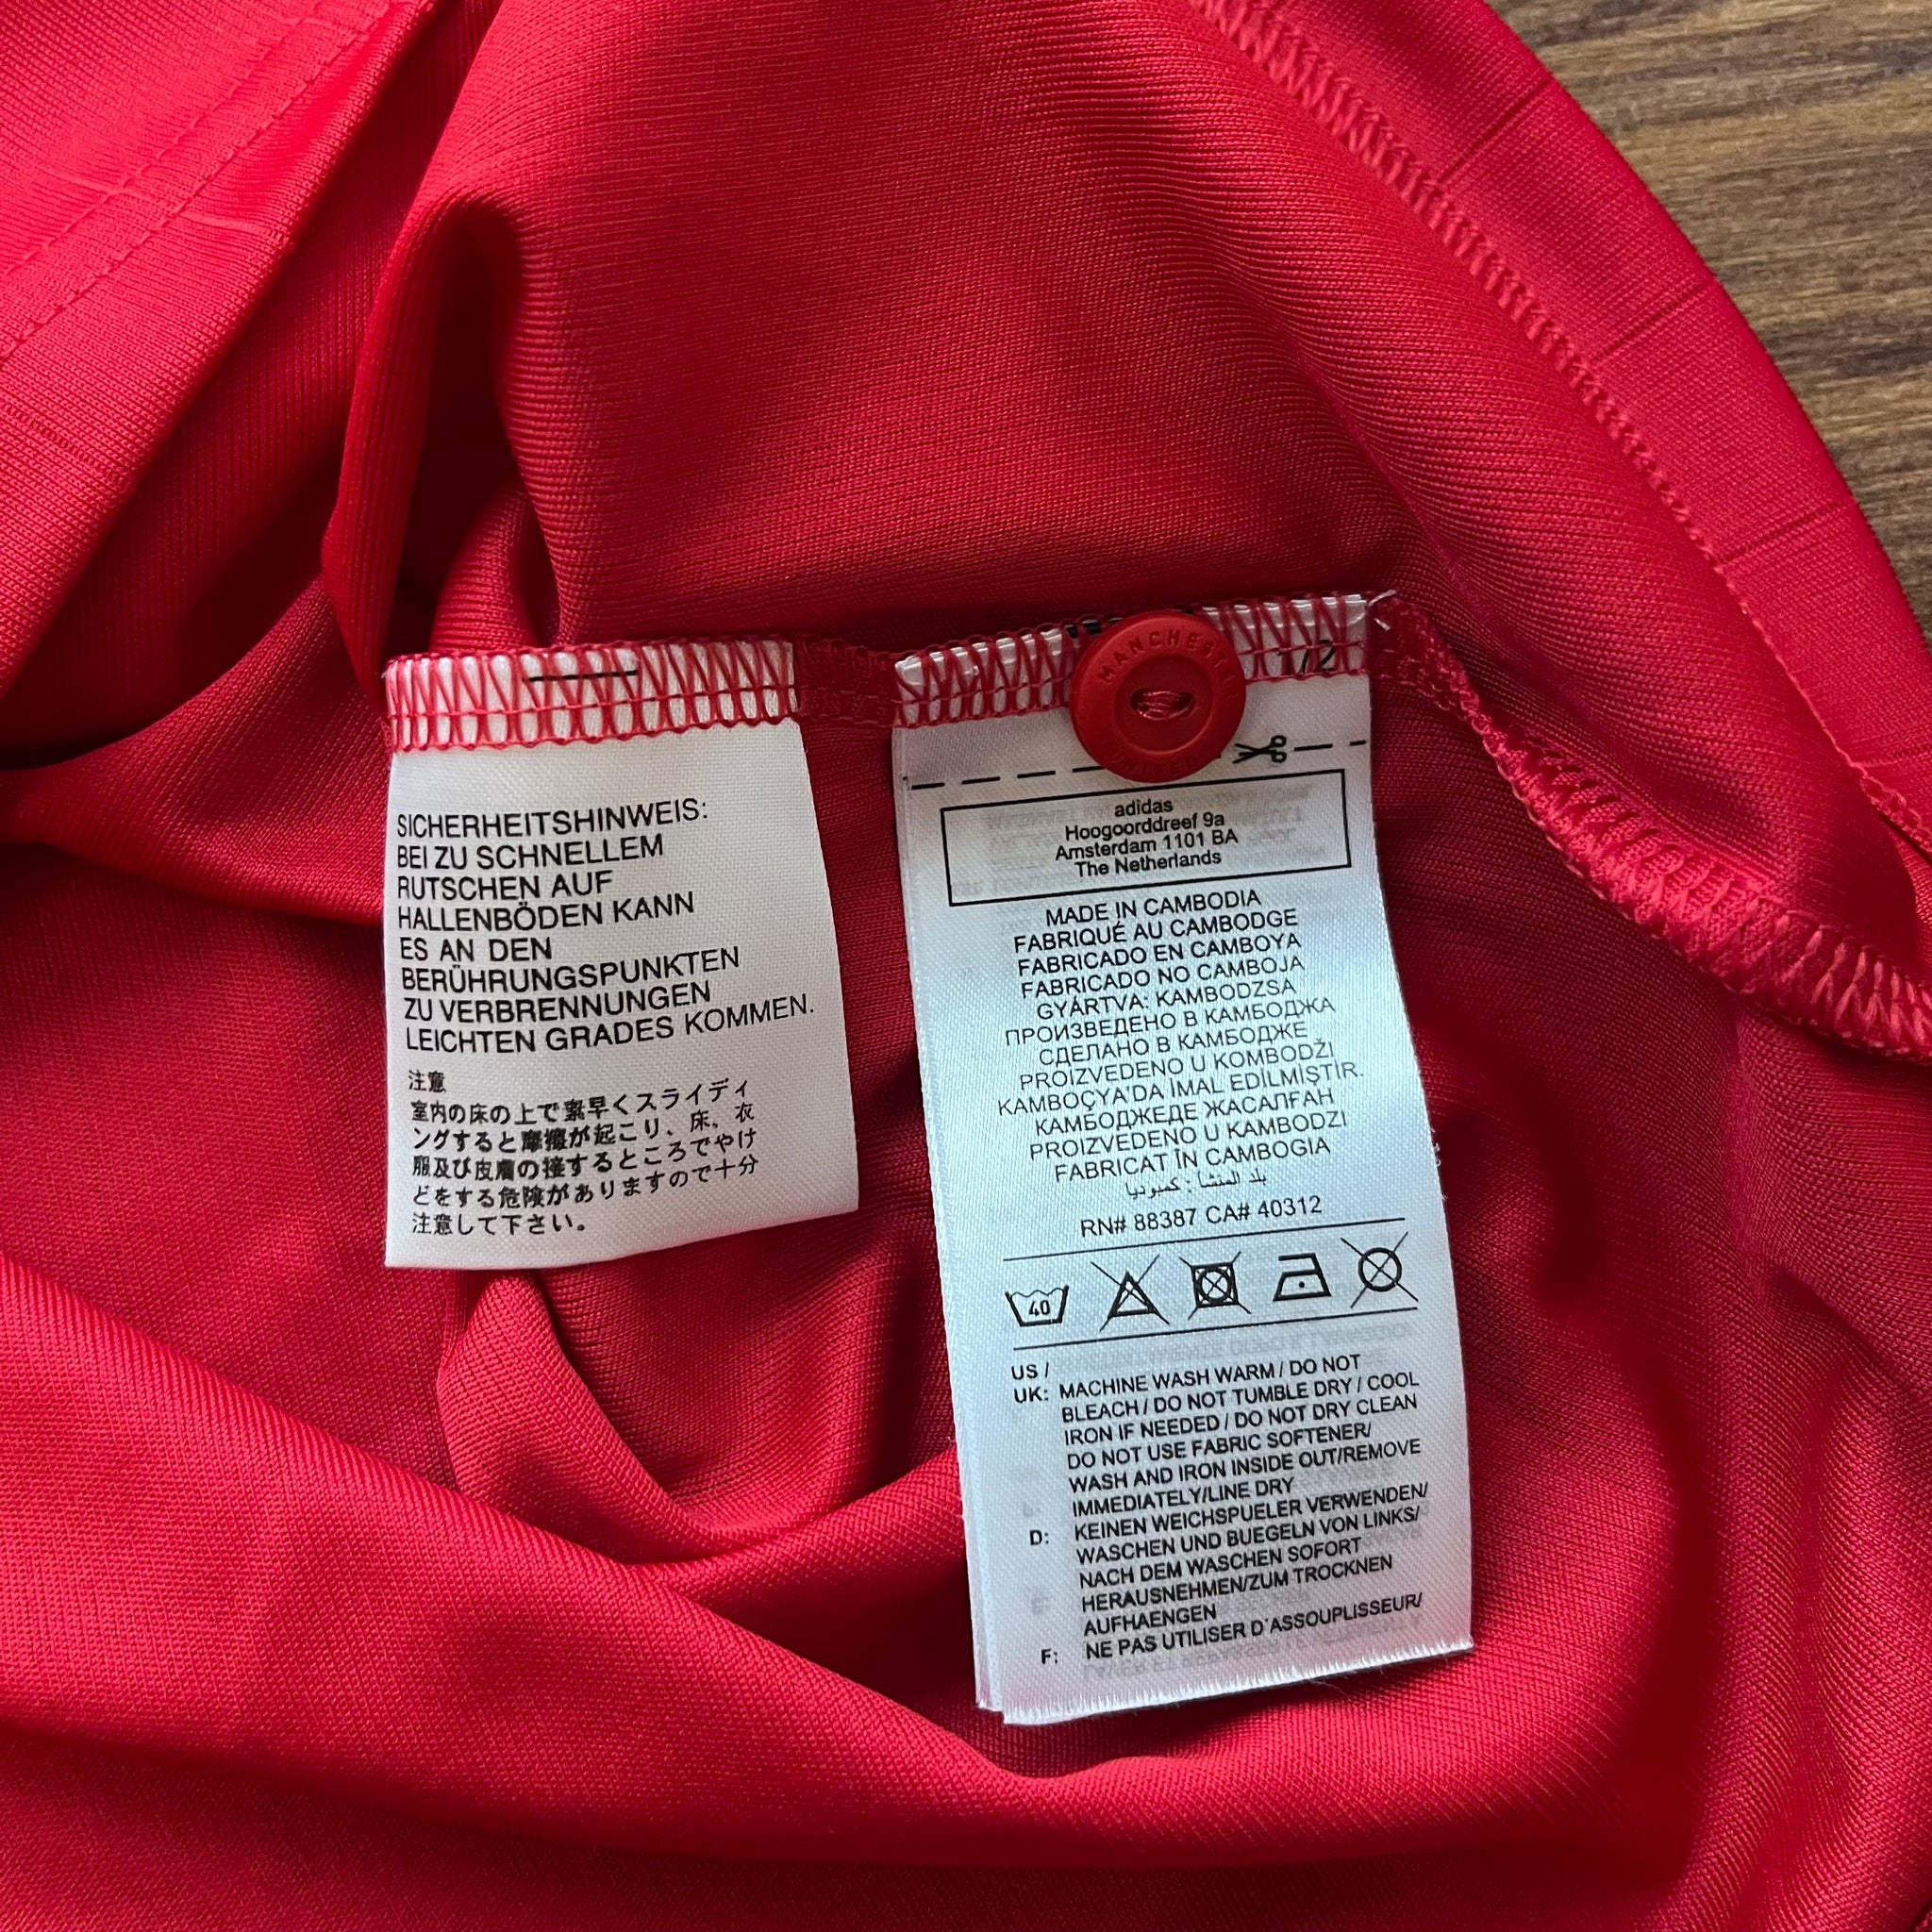 SICHERHEITSHINWEIS:
BEI ZU SCHNELLEM
RUTSCHEN AUF
HALLENBÖDEN KANN
ES AN DEN
BERÜHRUNGSPUNKTEN
ZU VERBRENNUNGEN
LEICHTEN GRADES KOMMEN.
注意
室内の床の上で素早くスライディ
ングすると摩擦が起こり、床、衣
服及び皮膚の接するところでやけ
どをする危険がありますので十分
注意して下さい。
1/2
MANCHESTER
UNITED
adidas
Hoogoorddreef 9a
Amsterdam 1101 BA
The Netherlands
MADE IN CAMBODIA
FABRIQUÉ AU CAMBODGE
FABRICADO EN CAMBOYA
FABRICADO NO CAMBOJA
GYÁRTVA: KAMBODZSA
ПРОИЗВЕДЕНО В КАМБОДЖА
СДЕЛАНО В КАМБОДЖЕ
PROIZVEDENO U KOMBODŽI
KAMBOÇYA'DA İMAL EDİLMİŞTİR.
КАМБОДЖЕДЕ ЖАСАЛҒАН
PROIZVEDENO U KAMBODZI
FABRICAT ÎN CAMBOGIA
بلد المنشأ : كمبوديا
RN# 88387 CA# 40312
40
US /
UK: MACHINE WASH WARM / DO NOT
BLEACH / DO NOT TUMBLE DRY / COOL
IRON IF NEEDED / DO NOT DRY CLEAN
DO NOT USE FABRIC SOFTENER/
WASH AND IRON INSIDE OUT/REMOVE
IMMEDIATELY/LINE DRY
D: KEINEN WEICHSPUELER VERWENDEN/
WASCHEN UND BUEGELN VON LINKS/
NACH DEM WASCHEN SOFORT
HERAUSNEHMEN/ZUM TROCKNEN
AUFHAENGEN
F: NE PAS UTILISER D'ASSOUPLISSEUR/